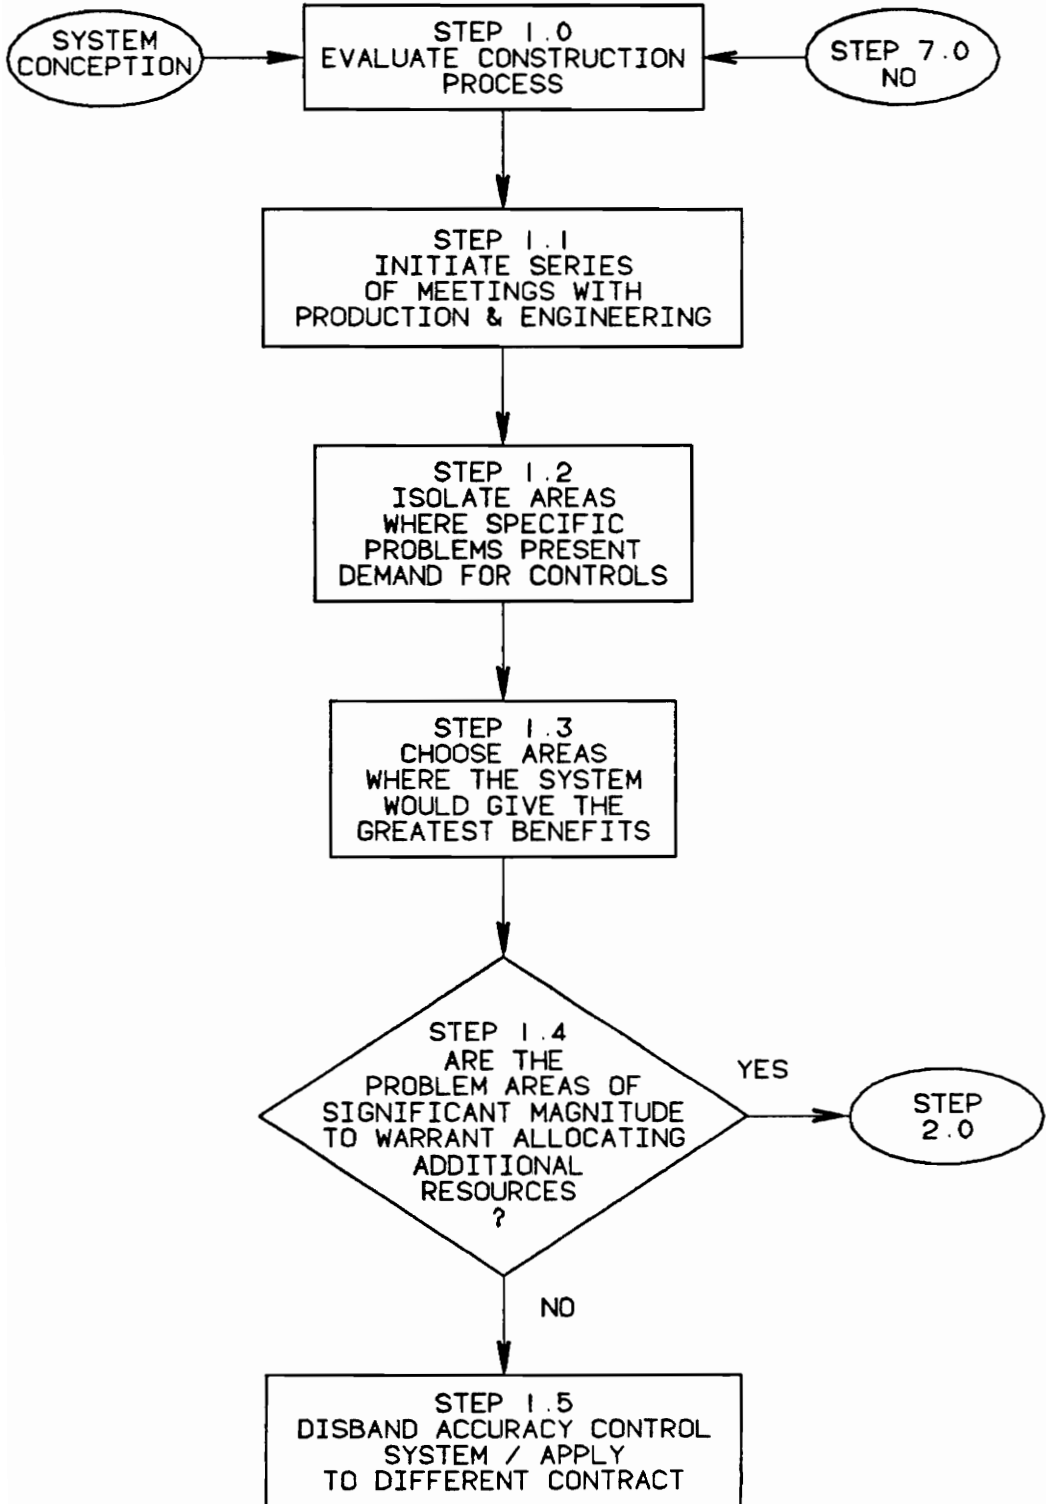 SYSTEM
CONCEPTION
STEP 1.0
EVALUATE CONSTRUCTION
PROCESS
STEP 7.0
NO
STEP 1.1
INITIATE SERIES
OF MEETINGS WITH
PRODUCTION & ENGINEERING
STEP 1.2
ISOLATE AREAS
WHERE SPECIFIC
PROBLEMS PRESENT
DEMAND FOR CONTROLS
STEP 1.3
CHOOSE AREAS
WHERE THE SYSTEM
WOULD GIVE THE
GREATEST BENEFITS
STEP 1.4
ARE THE
PROBLEM AREAS OF
SIGNIFICANT MAGNITUDE
TO WARRANT ALLOCATING
ADDITIONAL
RESOURCES
?
YES
STEP
2.0
NO
STEP 1.5
DISBAND ACCURACY CONTROL
SYSTEM / APPLY
TO DIFFERENT CONTRACT